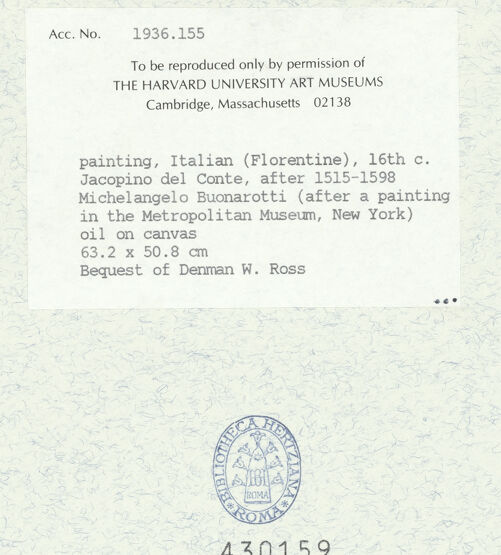 Acc. No. 1936.155
To be reproduced only by permission of
THE HARVARD UNIVERSITY ART MUSEUMS
Cambridge, Massachusetts 02138
painting, Italian (Florentine), 16th c.
Jacopino del Conte, after 1515-1598
Michelangelo Buonarotti (after a painting
in the Metropolitan Museum, New York)
oil on canvas
63.2 x 50.8 cm
Bequest of Denman W. Ross
BIBLIOTHECA HERTZIANA
ROMA
ROMA
430159